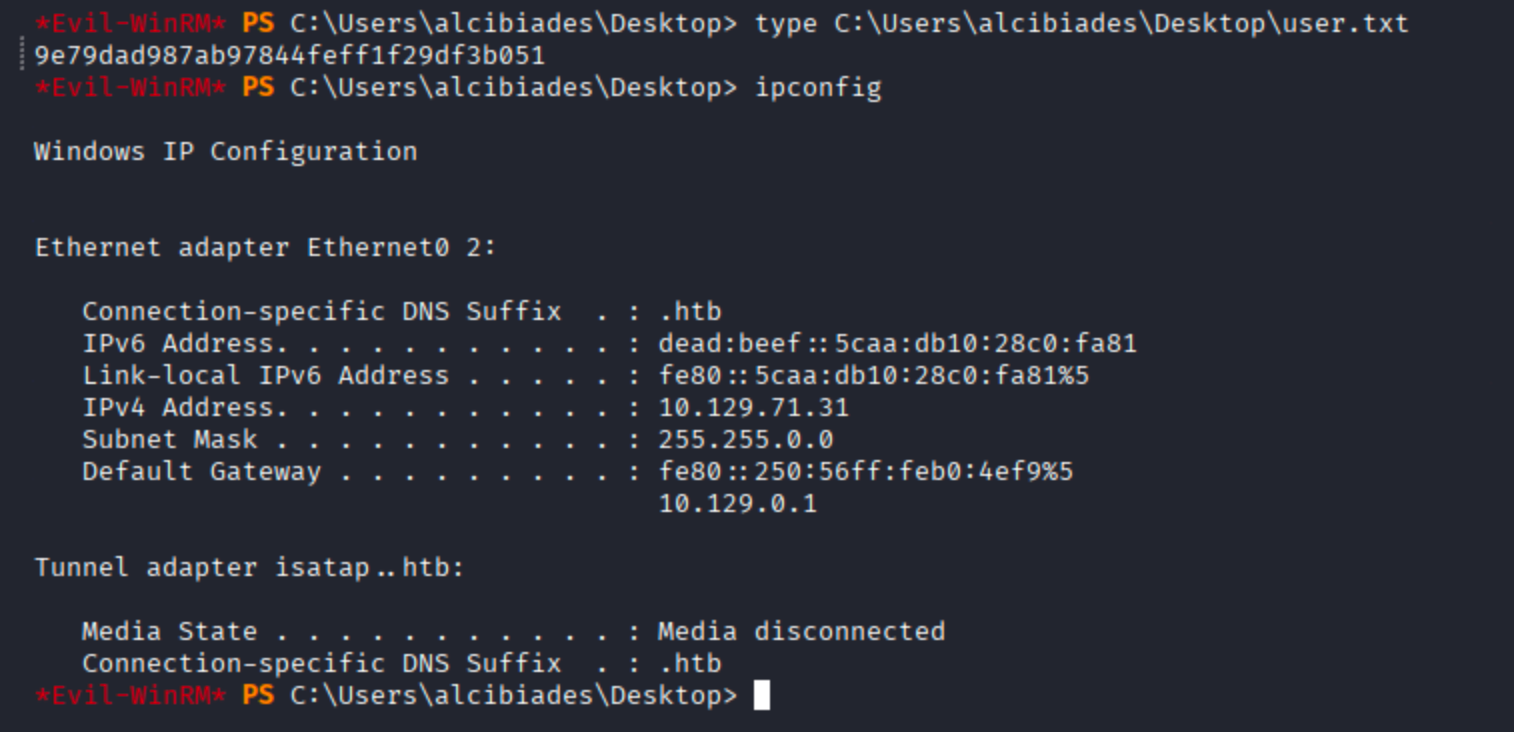 *Evil-WinRM* PS C:\Users\alcibiades\Desktop> type C:\Users\alcibiades\Desktop\user.txt
9e79dad987ab97844feff1f29df3b051
*Evil-WinRM* PS C:\Users\alcibiades\Desktop> ipconfig
Windows IP Configuration
Ethernet adapter Ethernet0 2:
Connection-specific DNS Suffix  . : .htb
IPv6 Address. . . . . . . . . . . : dead:beef::5caa:db10:28c0:fa81
Link-local IPv6 Address . . . . . : fe80::5caa:db10:28c0:fa81%5
IPv4 Address. . . . . . . . . . . : 10.129.71.31
Subnet Mask . . . . . . . . . . . : 255.255.0.0
Default Gateway . . . . . . . . . : fe80::250:56ff:feb0:4ef9%5
10.129.0.1
Tunnel adapter isatap..htb:
Media State . . . . . . . . . . . : Media disconnected
Connection-specific DNS Suffix  . : .htb
*Evil-WinRM* PS C:\Users\alcibiades\Desktop>